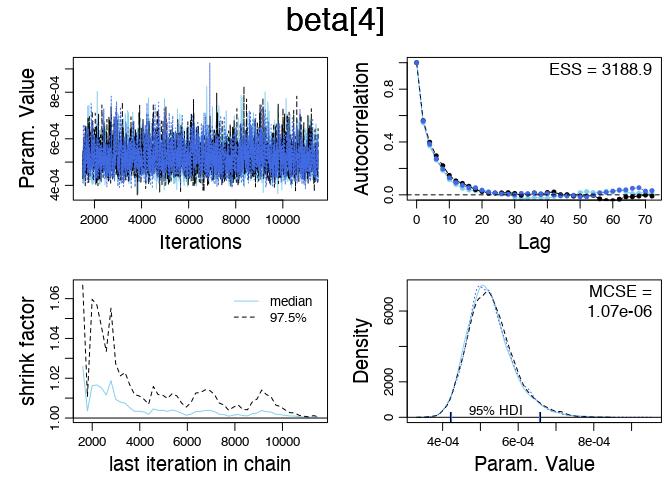 beta[4]
Param. Value
4e-04 6e-04 8e-04
2000 4000 6000 8000 10000
Iterations
ESS = 3188.9
Autocorrelation
0.0 0.4 0.8
0 10 20 30 40 50 60 70
Lag
shrink factor
1.00 1.02 1.04 1.06
median
97.5%
2000 4000 6000 8000 10000
last iteration in chain
MCSE =
1.07e-06
Density
0 2000 6000
95% HDI
4e-04 6e-04 8e-04
Param. Value